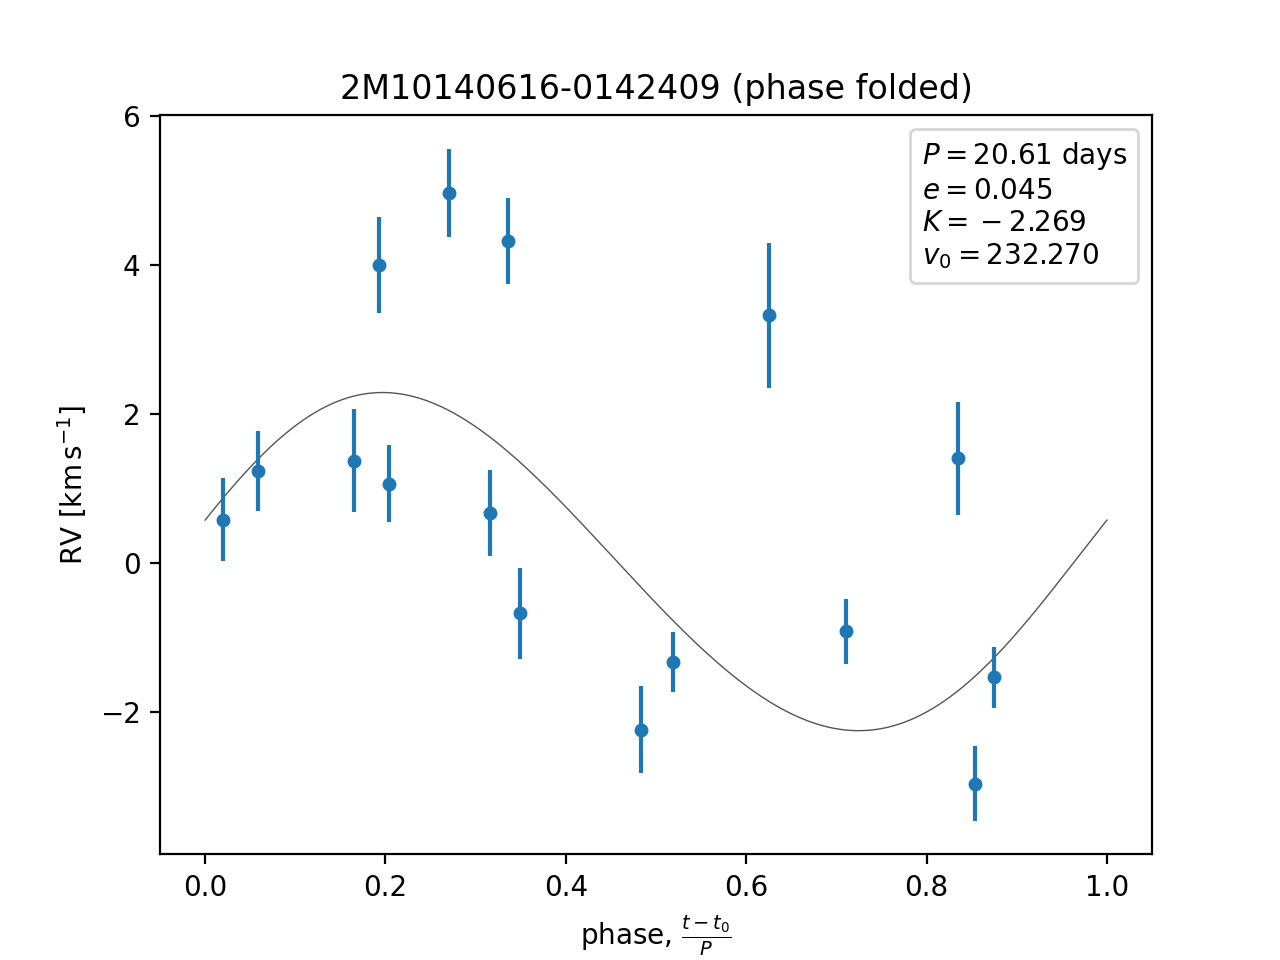 2M10140616-0142409 (phase folded)
P = 20.61 days
e = 0.045
K = −2.269
v₀ = 232.270
6
4
2
0
−2
RV [km s⁻¹]
0.0 0.2 0.4 0.6 0.8 1.0
phase, (t − t₀)/P